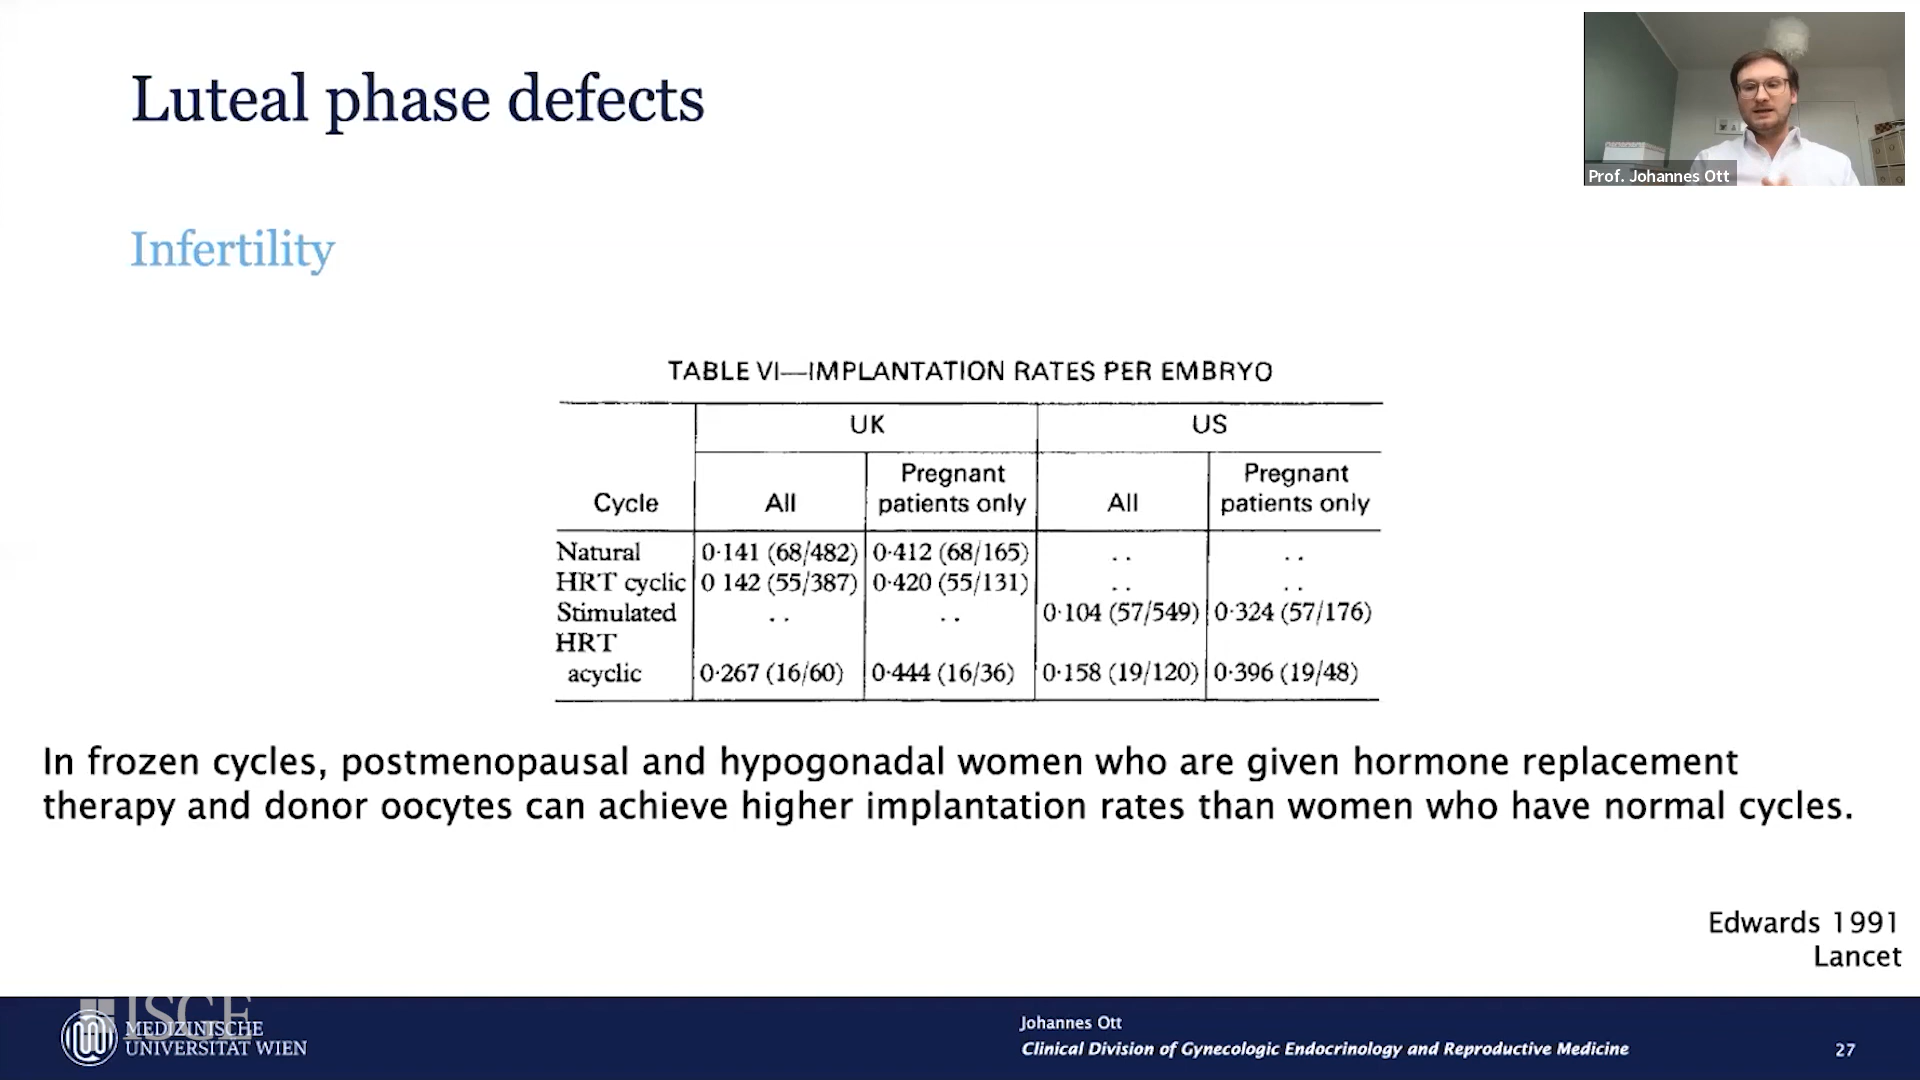 Luteal phase defects
Prof. Johannes Ott
Infertility
TABLE VI—IMPLANTATION RATES PER EMBRYO
UK US
Cycle All Pregnant patients only All Pregnant patients only
Natural 0·141 (68/482) 0·412 (68/165) . . . .
HRT cyclic 0 142 (55/387) 0·420 (55/131) . . . .
Stimulated . . . . 0·104 (57/549) 0·324 (57/176)
HRT
acyclic 0·267 (16/60) 0·444 (16/36) 0·158 (19/120) 0·396 (19/48)
In frozen cycles, postmenopausal and hypogonadal women who are given hormone replacement
therapy and donor oocytes can achieve higher implantation rates than women who have normal cycles.
Edwards 1991
Lancet
ISGE
MEDIZINISCHE
UNIVERSITÄT WIEN
Johannes Ott
Clinical Division of Gynecologic Endocrinology and Reproductive Medicine
27